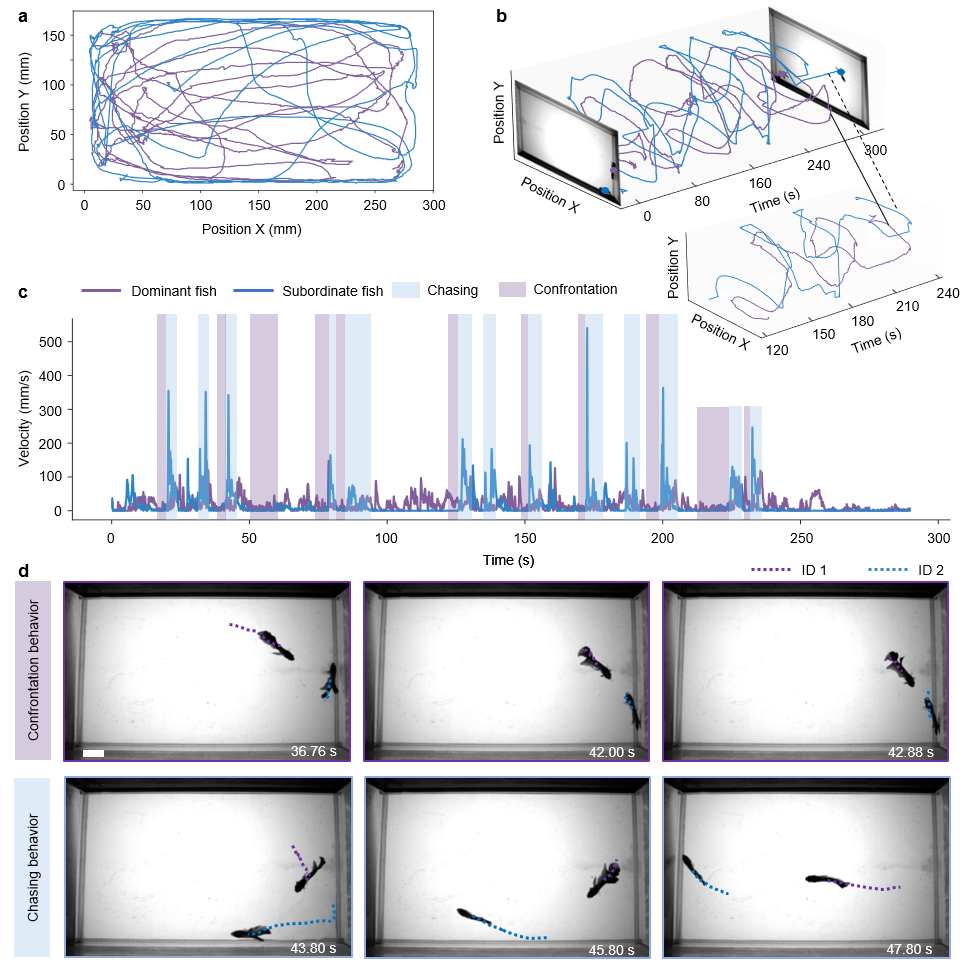 a
Position Y (mm)
150
100
50
0
0
50
100
150
200
250
300
Position X (mm)
b
Position Y
Position X
0
80
160
240
300
Time (s)
Position Y
Position X
120
150
180
210
240
Time (s)
c
Dominant fish
Subordinate fish
Chasing
Confrontation
Velocity (mm/s)
500
400
300
200
100
0
0
50
100
150
200
250
300
Time (s)
d
ID 1
ID 2
Confrontation behavior
36.76 s
42.00 s
42.88 s
Chasing behavior
43.80 s
45.80 s
47.80 s